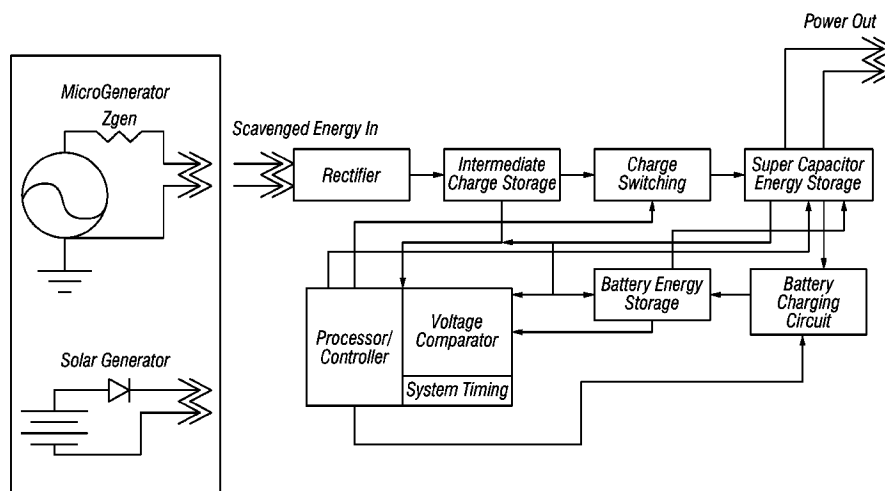 Power Out
MicroGenerator
Zgen
Scavenged Energy In
Rectifier
Intermediate
Charge Storage
Charge
Switching
Super Capacitor
Energy Storage
Processor/
Controller
Voltage
Comparator
System Timing
Battery Energy
Storage
Battery
Charging
Circuit
Solar Generator